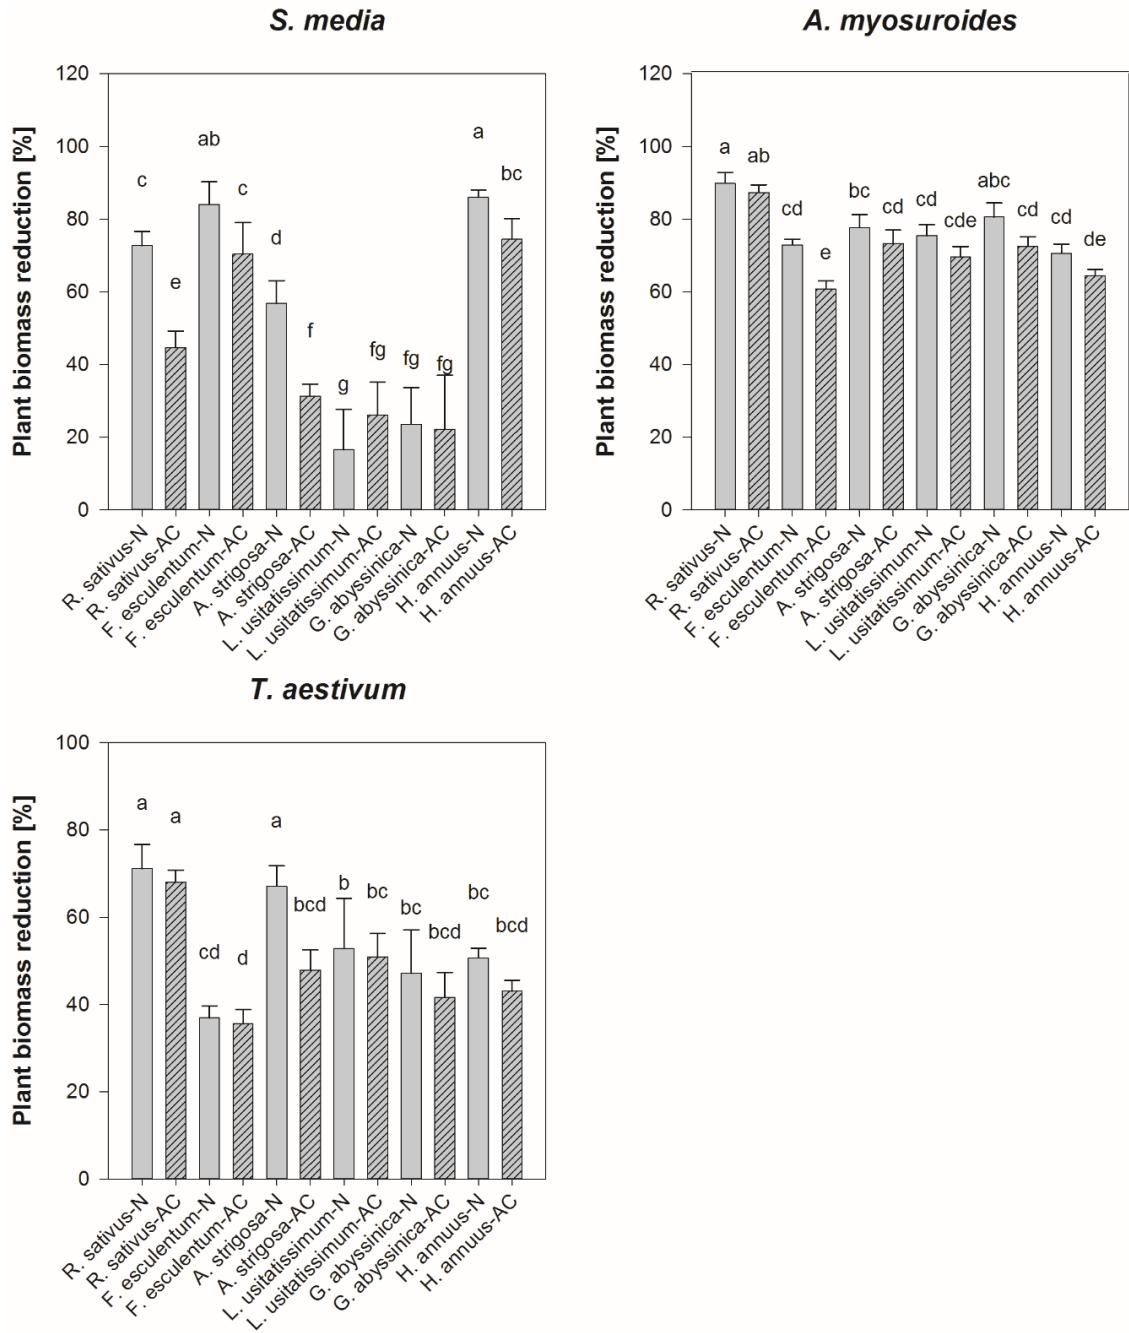 S. media
Plant biomass reduction [%]
120
100
80
60
40
20
0
c
e
ab
c
d
f
g
fg
fg
fg
a
bc
R. sativus-N
R. sativus-AC
F. esculentum-N
F. esculentum-AC
A. strigosa-N
A. strigosa-AC
L. usitatissimum-N
L. usitatissimum-AC
G. abyssinica-N
G. abyssinica-AC
H. annuus-N
H. annuus-AC
A. myosuroides
Plant biomass reduction [%]
120
100
80
60
40
20
0
a
ab
cd
e
bc
cd
cd
cde
abc
cd
cd
de
R. sativus-N
R. sativus-AC
F. esculentum-N
F. esculentum-AC
A. strigosa-N
A. strigosa-AC
L. usitatissimum-N
L. usitatissimum-AC
G. abyssinica-N
G. abyssinica-AC
H. annuus-N
H. annuus-AC
T. aestivum
Plant biomass reduction [%]
100
80
60
40
20
0
a
a
cd
d
a
bcd
b
bc
bc
bcd
bc
bcd
R. sativus-N
R. sativus-AC
F. esculentum-N
F. esculentum-AC
A. strigosa-N
A. strigosa-AC
L. usitatissimum-N
L. usitatissimum-AC
G. abyssinica-N
G. abyssinica-AC
H. annuus-N
H. annuus-AC